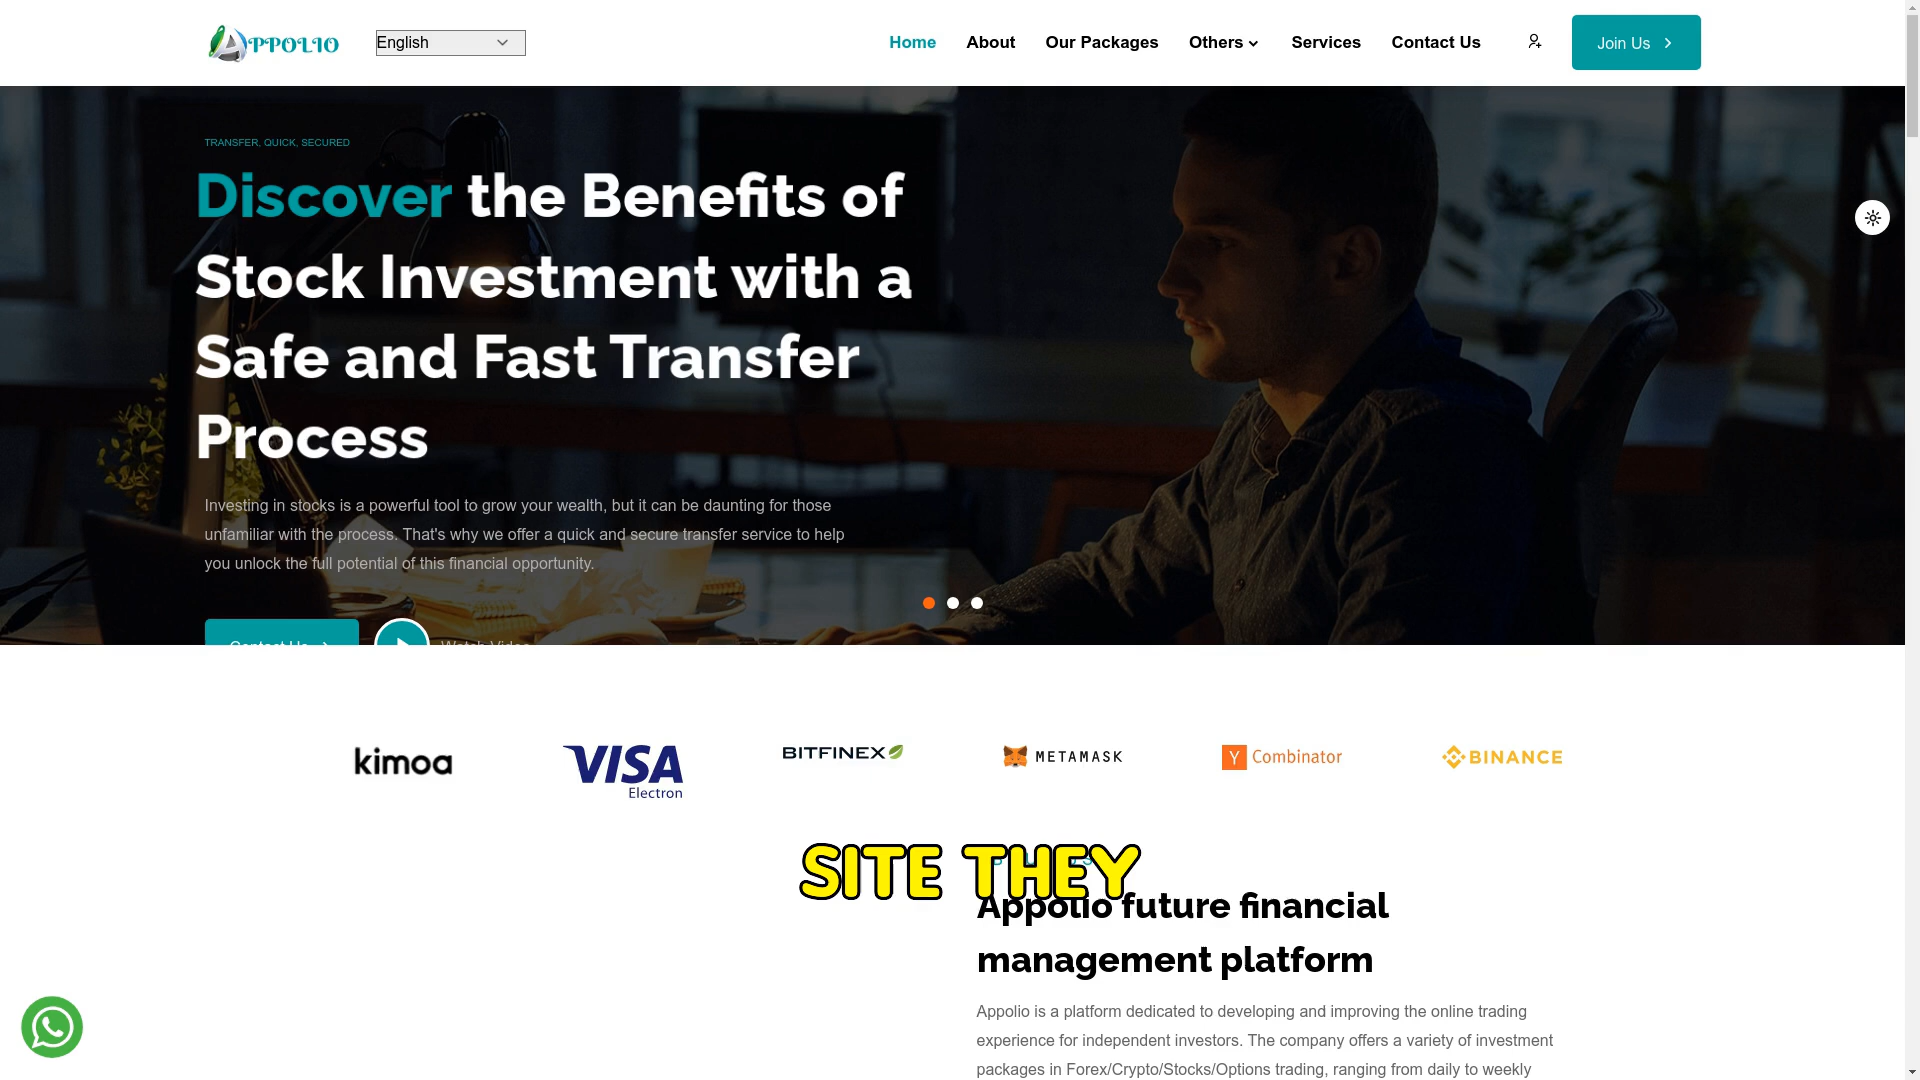 APPOLIO
English
Home
About
Our Packages
Others
Services
Contact Us
Join Us
TRANSFER, QUICK, SECURED
Discover the Benefits of
Stock Investment with a
Safe and Fast Transfer
Process
Investing in stocks is a powerful tool to grow your wealth, but it can be daunting for those
unfamiliar with the process. That's why we offer a quick and secure transfer service to help
you unlock the full potential of this financial opportunity.
Contact Us
Watch Video
kimoa
VISA
Electron
BITFINEX
METAMASK
Y Combinator
BINANCE
SITE THEY
Appolio future financial
management platform
Appolio is a platform dedicated to developing and improving the online trading
experience for independent investors. The company offers a variety of investment
packages in Forex/Crypto/Stocks/Options trading, ranging from daily to weekly